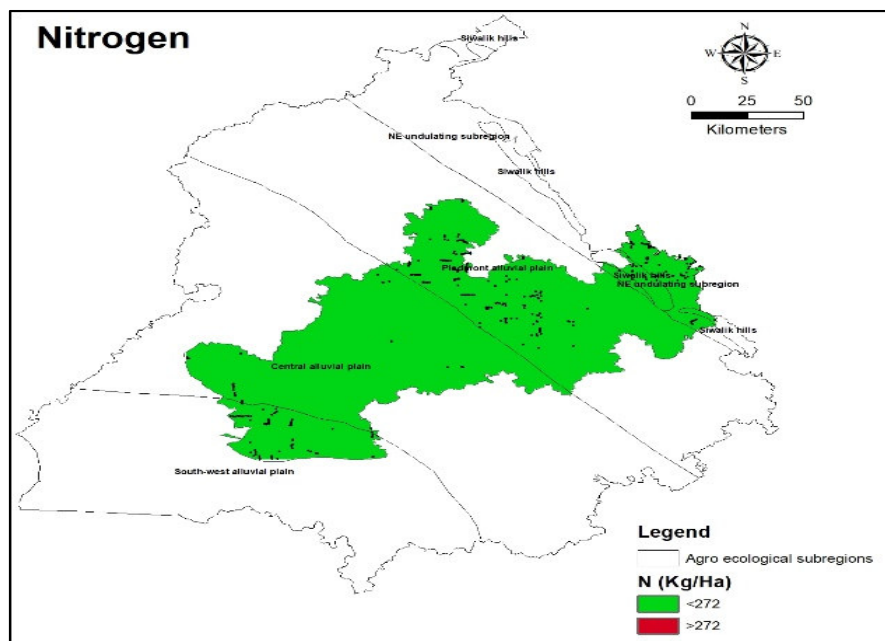 Nitrogen
Siwalik hills
N
W E
S
0 25 50
Kilometers
NE undulating subregion
Siwalik hills
Piedmont alluvial plain
Siwalik hills
NE undulating subregion
Siwalik hills
Central alluvial plain
South-west alluvial plain
Legend
Agro ecological subregions
N (Kg/Ha)
<272
>272